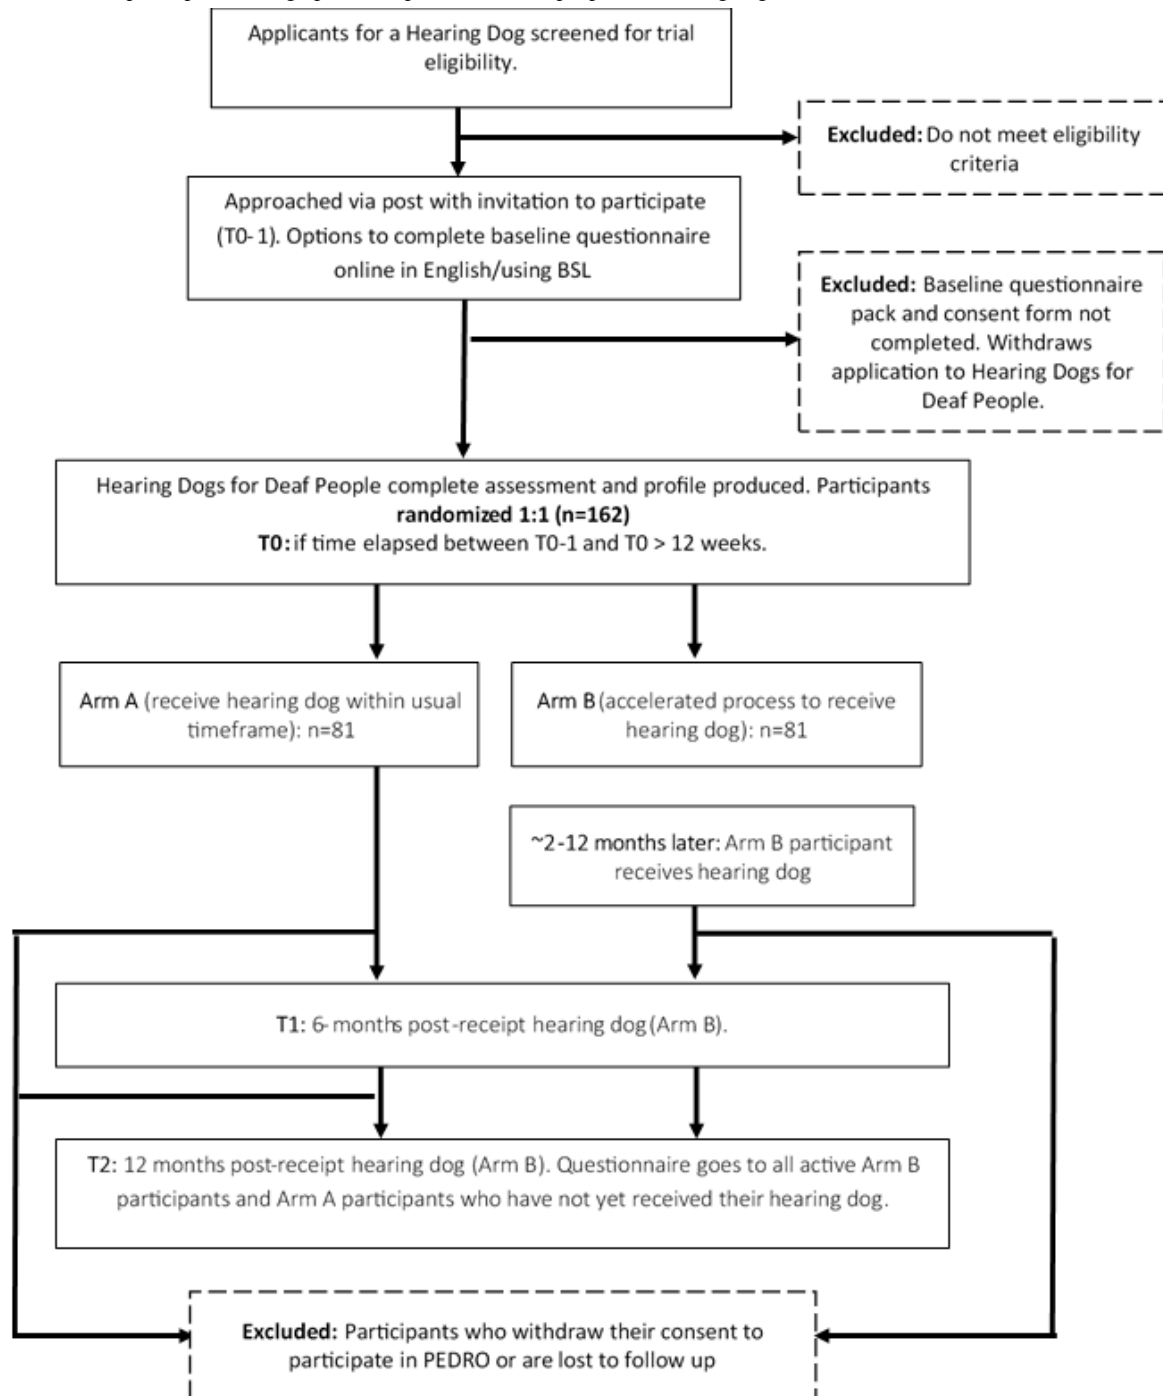 Applicants for a Hearing Dog screened for trial
eligibility.
Excluded: Do not meet eligibility
criteria
Approached via post with invitation to participate
(T0-1). Options to complete baseline questionnaire
online in English/using BSL
Excluded: Baseline questionnaire
pack and consent form not
completed. Withdraws
application to Hearing Dogs for
Deaf People.
Hearing Dogs for Deaf People complete assessment and profile produced. Participants
randomized 1:1 (n=162)
T0: if time elapsed between T0-1 and T0 > 12 weeks.
Arm A (receive hearing dog within usual
timeframe): n=81
Arm B (accelerated process to receive
hearing dog): n=81
~2-12 months later: Arm B participant
receives hearing dog
T1: 6-months post-receipt hearing dog (Arm B).
T2: 12 months post-receipt hearing dog (Arm B). Questionnaire goes to all active Arm B
participants and Arm A participants who have not yet received their hearing dog.
Excluded: Participants who withdraw their consent to
participate in PEDRO or are lost to follow up